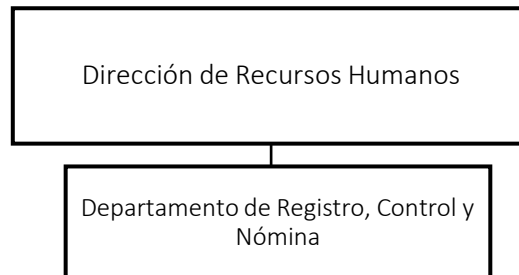 Dirección de Recursos Humanos
Departamento de Registro, Control y
Nómina